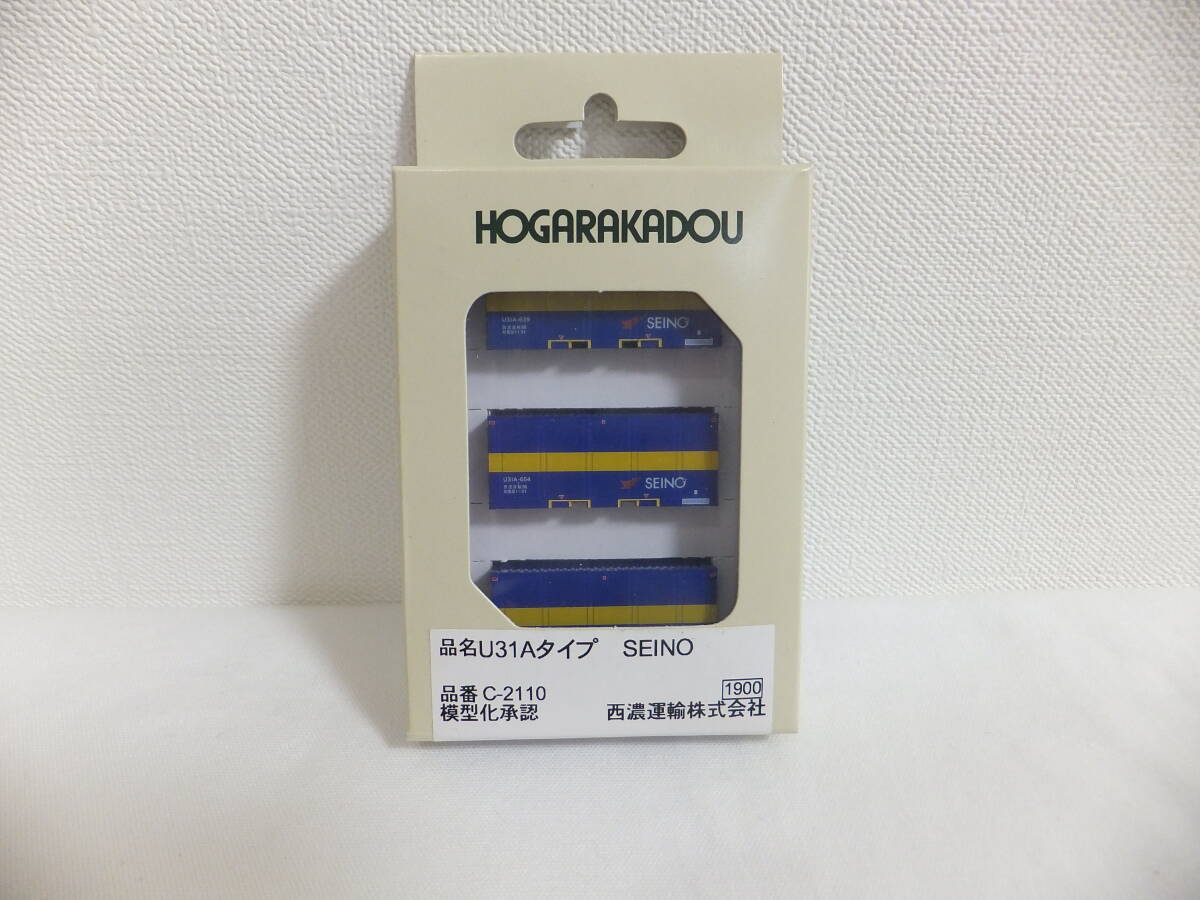 HOGARAKADOU
U31A-639
SEINO
U31A-654
SEINO
品名U31Aタイプ SEINO
品番 C-2110
1900
模型化承認 西濃運輸株式会社